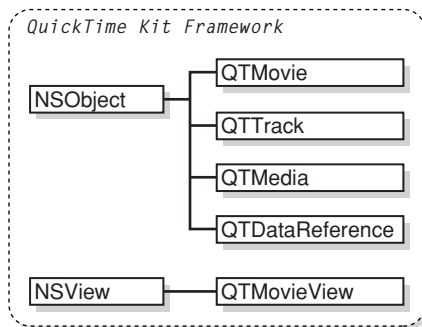 QuickTime Kit Framework
QTMovie
NSObject
QTTrack
QTMedia
QTDataReference
NSView
QTMovieView